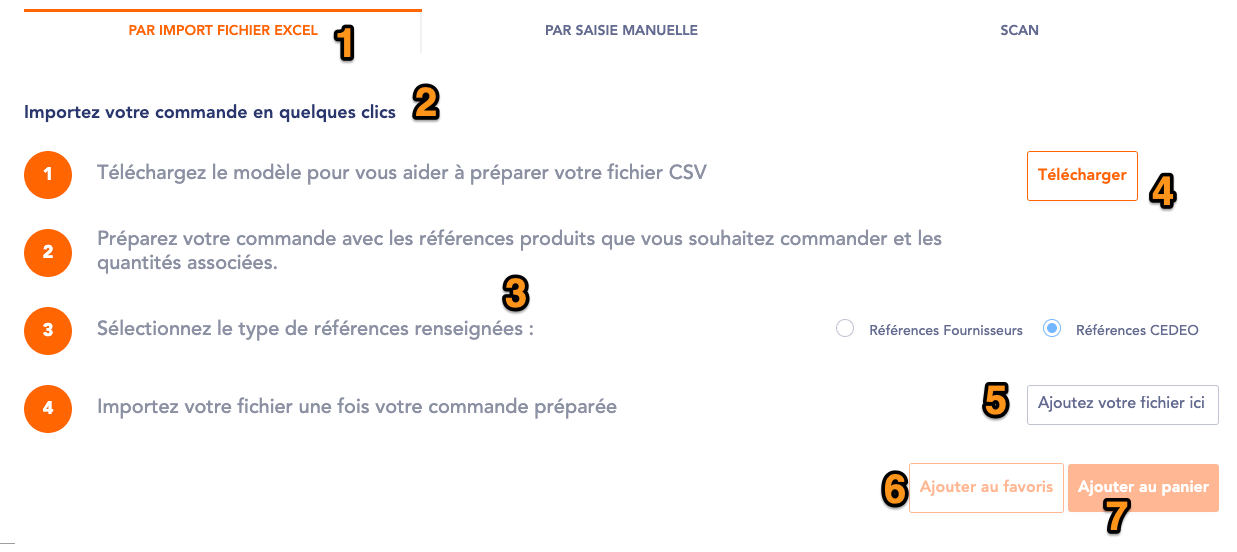 PAR IMPORT FICHIER EXCEL 1 PAR SAISIE MANUELLE SCAN
Importez votre commande en quelques clics 2
1 Téléchargez le modèle pour vous aider à préparer votre fichier CSV Télécharger 4
2 Préparez votre commande avec les références produits que vous souhaitez commander et les
quantités associées.
3
3 Sélectionnez le type de références renseignées : Références Fournisseurs Références CEDEO
4 Importez votre fichier une fois votre commande préparée 5 Ajoutez votre fichier ici
6 Ajouter au favoris Ajouter au panier
7